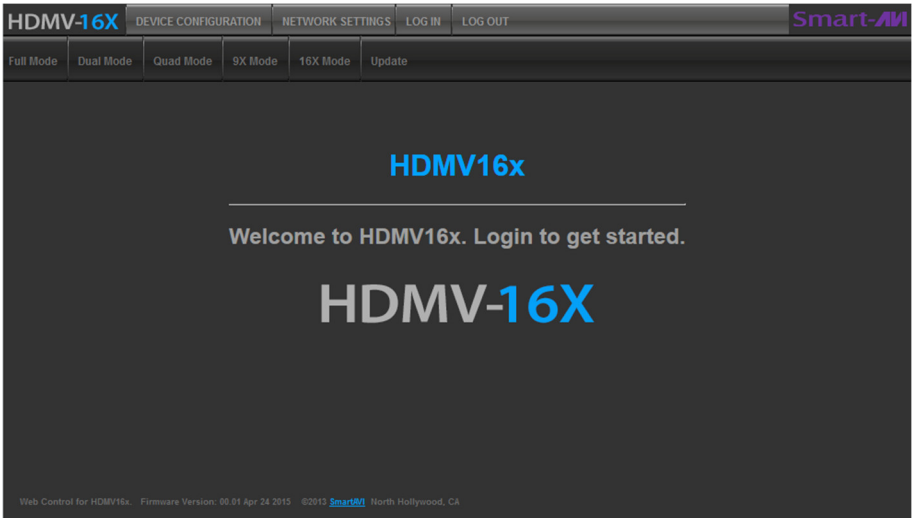 HDMV-16X DEVICE CONFIGURATION NETWORK SETTINGS LOG IN LOG OUT Smart-AVI
Full Mode Dual Mode Quad Mode 9X Mode 16X Mode Update
HDMV16x
Welcome to HDMV16x. Login to get started.
HDMV-16X
Web Control for HDMV16x. Firmware Version: 00.01 Apr 24 2013 ©2013 SmartAVI North Hollywood, CA